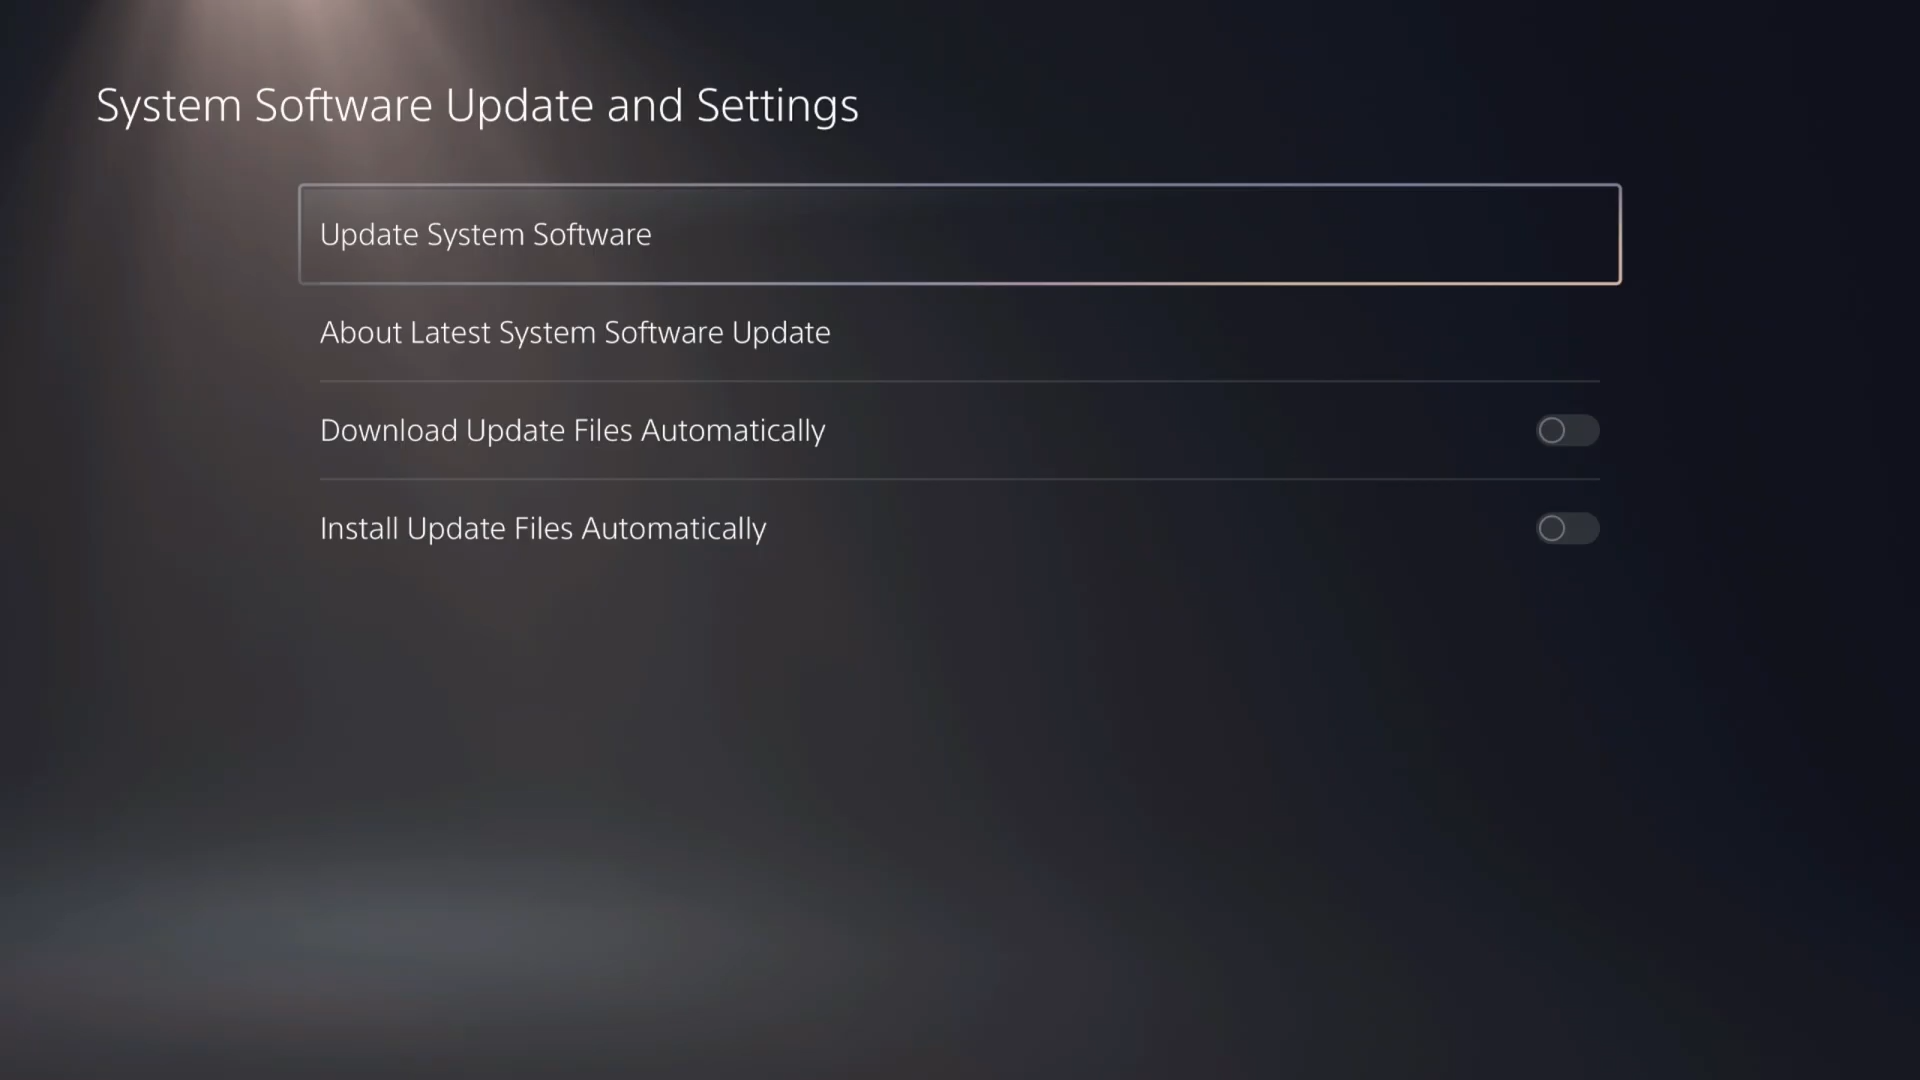 System Software Update and Settings
Update System Software
About Latest System Software Update
Download Update Files Automatically
Install Update Files Automatically